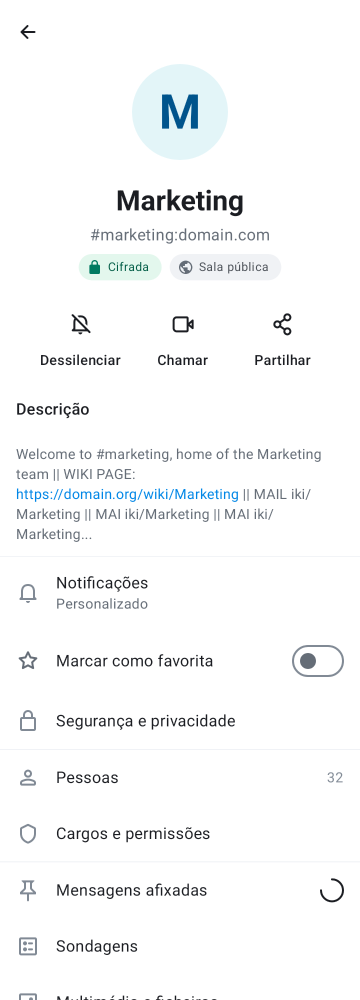 M
Marketing
#marketing:domain.com
Cifrada
Sala pública
Dessilenciar
Chamar
Partilhar
Descrição
Welcome to #marketing, home of the Marketing
team || WIKI PAGE:
https://domain.org/wiki/Marketing || MAIL iki/
Marketing || MAI iki/Marketing || MAI iki/
Marketing...
Notificações
Personalizado
Marcar como favorita
Segurança e privacidade
Pessoas
32
Cargos e permissões
Mensagens afixadas
Sondagens
Multimédia e ficheiros